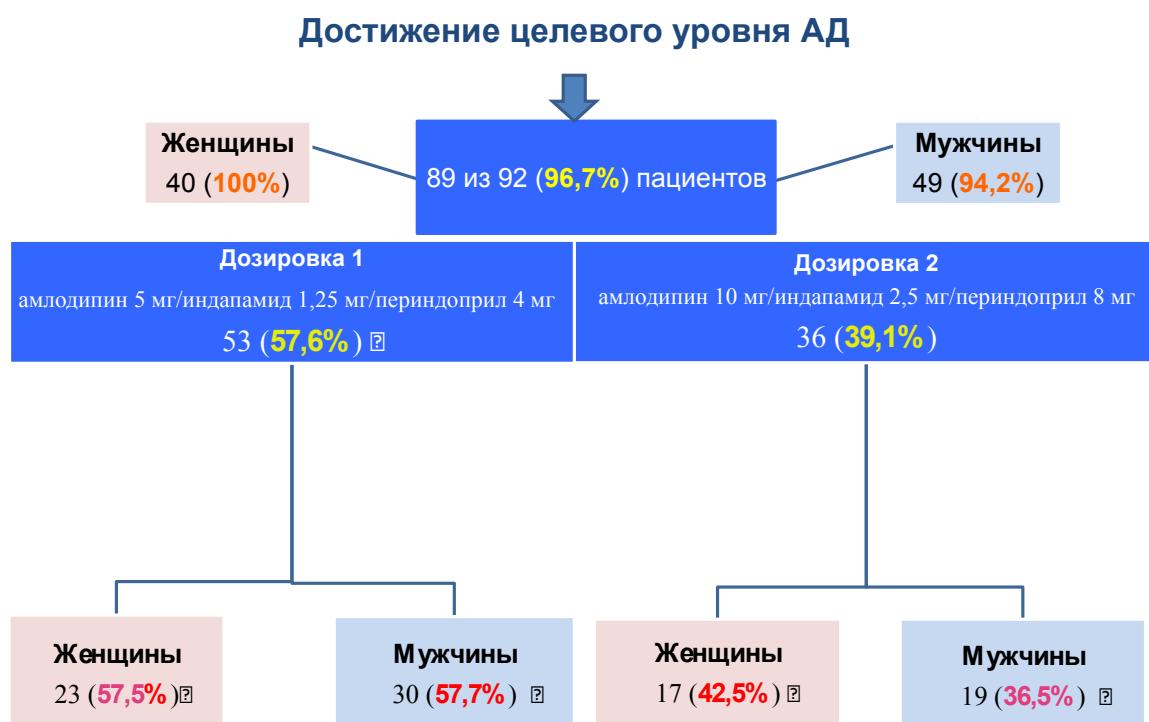 Достижение целевого уровня АД
Женщины
40 (100%)
89 из 92 (96,7%) пациентов
Мужчины
49 (94,2%)
Дозировка 1
амлодипин 5 мг/индапамид 1,25 мг/периндоприл 4 мг
53 (57,6%) ⍰
Дозировка 2
амлодипин 10 мг/индапамид 2,5 мг/периндоприл 8 мг
36 (39,1%)
Женщины
23 (57,5%)⍰
Мужчины
30 (57,7%) ⍰
Женщины
17 (42,5%) ⍰
Мужчины
19 (36,5%) ⍰